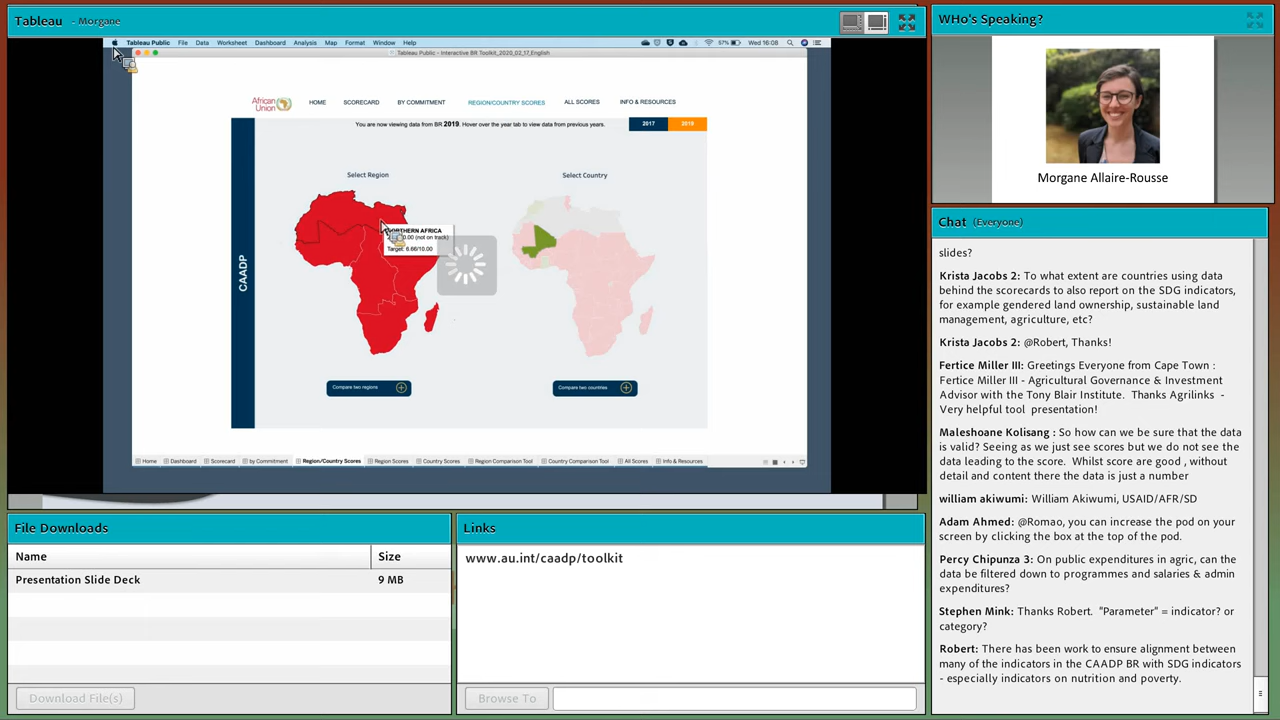 Tableau - Morgane
Tableau Public File Data Worksheet Dashboard Analysis Map Format Window Help
57% Wed 16:08
Tableau Public - Interactive BR Toolkit_2020_02_17_English
African Union
HOME SCORECARD BY COMMITMENT REGION/COUNTRY SCORES ALL SCORES INFO & RESOURCES
You are now viewing data from BR 2019. Hover over the year tab to view data from previous years.
2017 2019
CAADP
Select Region
Select Country
NORTHERN AFRICA
(not on track)
Target: 6.66/10.00
Compare two regions
Compare two countries
Home Dashboard Scorecard by Commitment Region/Country Scores Region Scores Country Scores Region Comparison Tool Country Comparison Tool All Scores Info & Resources
WHo's Speaking?
Morgane Allaire-Rousse
Chat (Everyone)
slides?
Krista Jacobs 2: To what extent are countries using data
behind the scorecards to also report on the SDG indicators,
for example gendered land ownership, sustainable land
management, agriculture, etc?
Krista Jacobs 2: @Robert, Thanks!
Fertice Miller III: Greetings Everyone from Cape Town :
Fertice Miller III - Agricultural Governance & Investment
Advisor with the Tony Blair Institute. Thanks Agrilinks -
Very helpful tool presentation!
Maleshoane Kolisang : So how can we be sure that the data
is valid? Seeing as we just see scores but we do not see the
data leading to the score. Whilst score are good , without
detail and content there the data is just a number
william akiwumi: William Akiwumi, USAID/AFR/SD
Adam Ahmed: @Romao, you can increase the pod on your
screen by clicking the box at the top of the pod.
Percy Chipunza 3: On public expenditures in agric, can the
data be filtered down to programmes and salaries & admin
expenditures?
Stephen Mink: Thanks Robert. "Parameter" = indicator? or
category?
Robert: There has been work to ensure alignment between
many of the indicators in the CAADP BR with SDG indicators
- especially indicators on nutrition and poverty.
File Downloads
Name Size
Presentation Slide Deck 9 MB
Download File(s)
Links
www.au.int/caadp/toolkit
Browse To